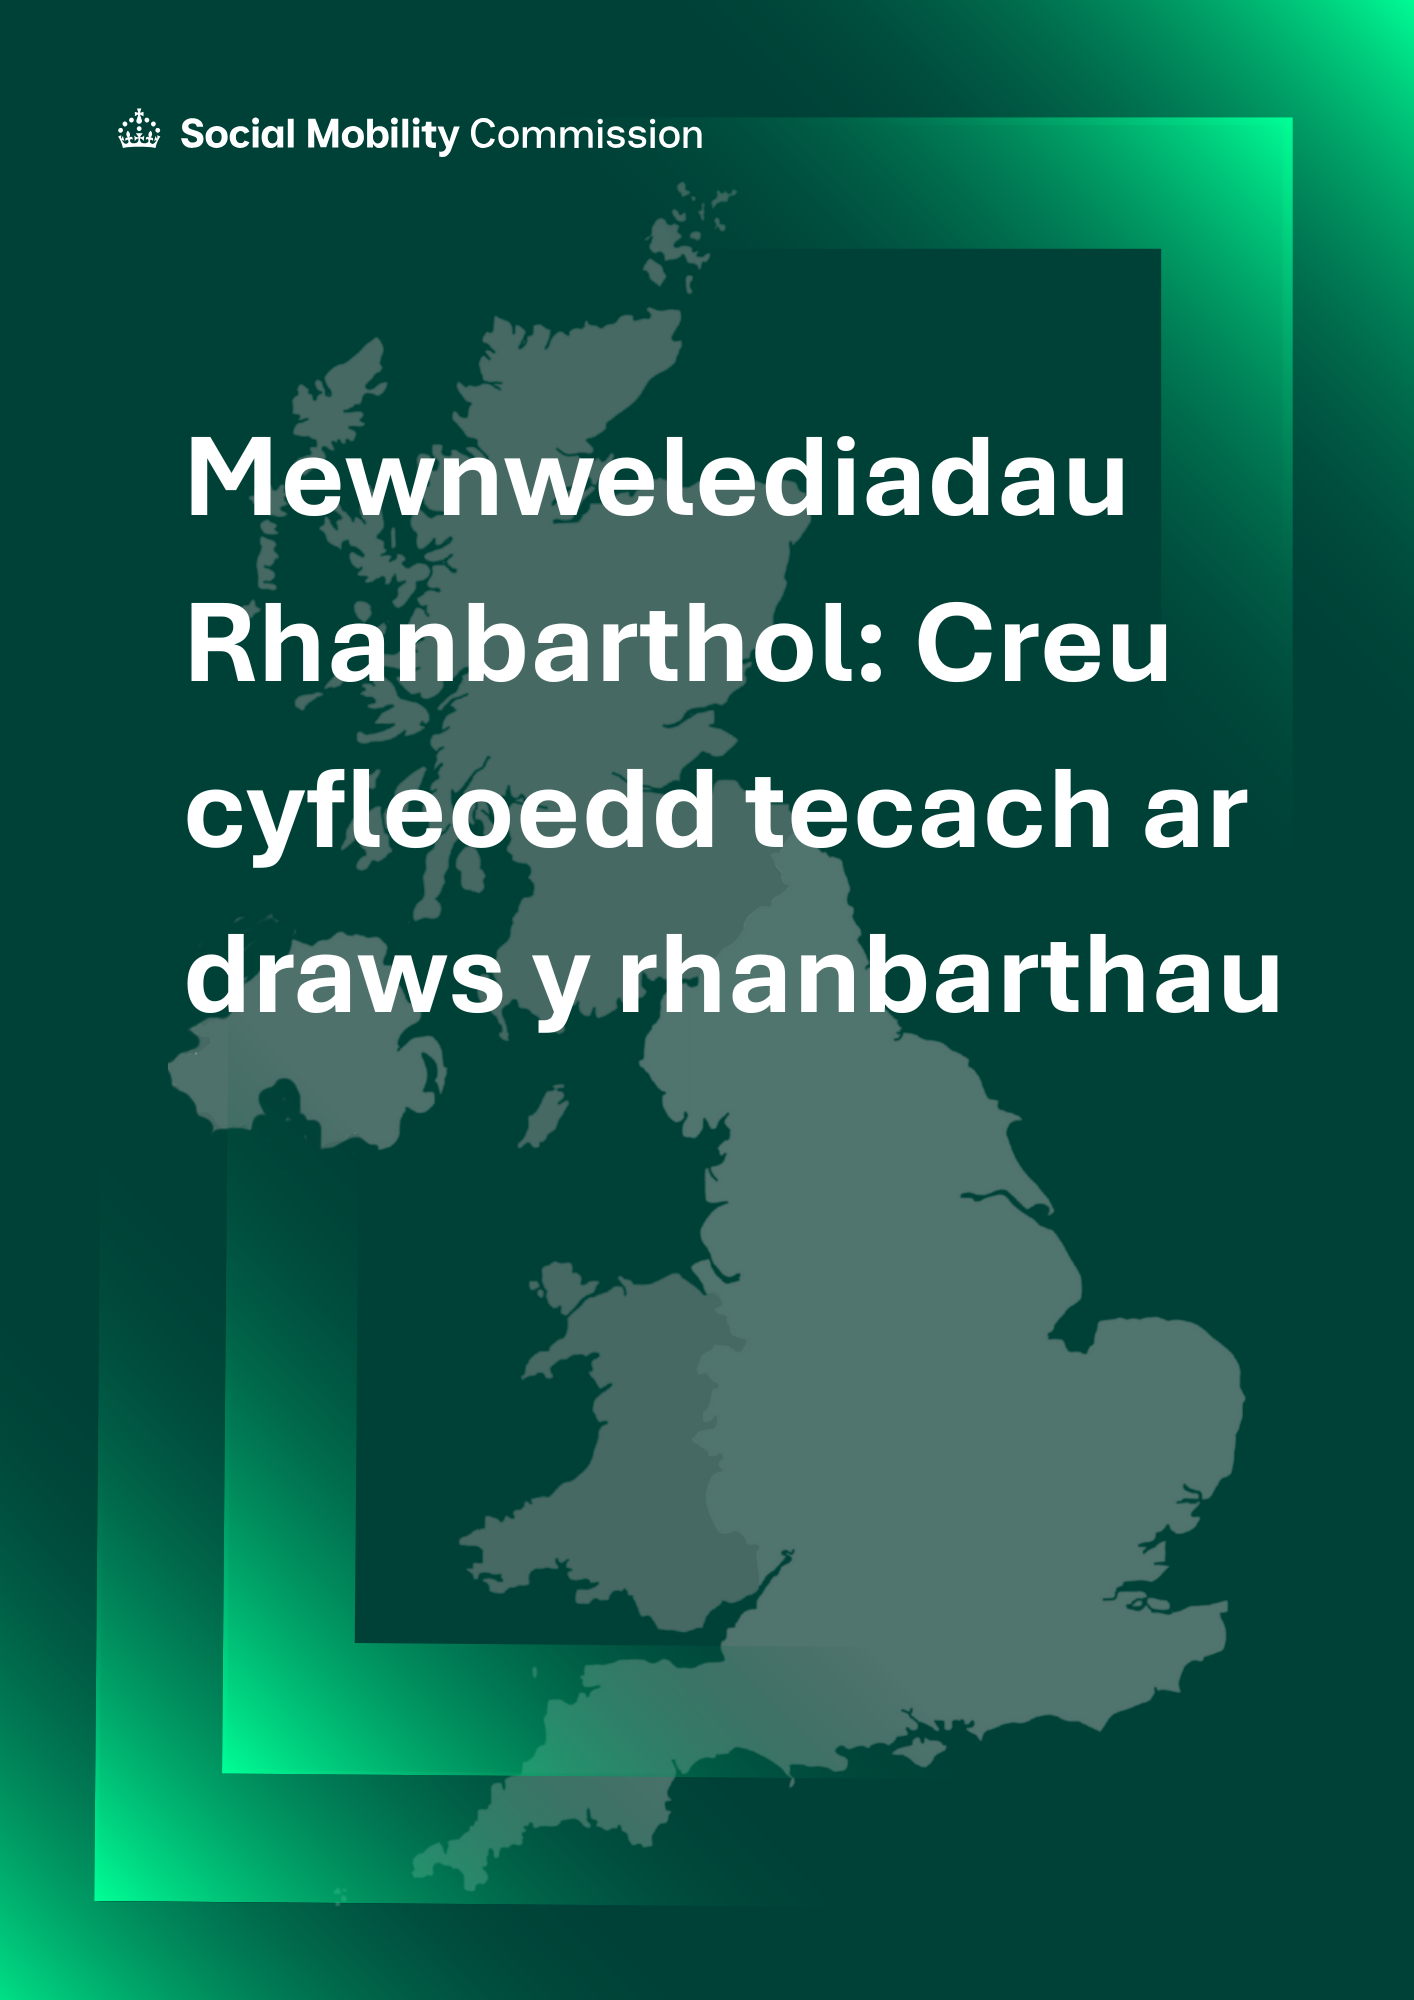 Social Mobility Commission
Mewnwelediadau
Rhanbarthol: Creu
cyfleoedd tecach ar
draws y rhanbarthau